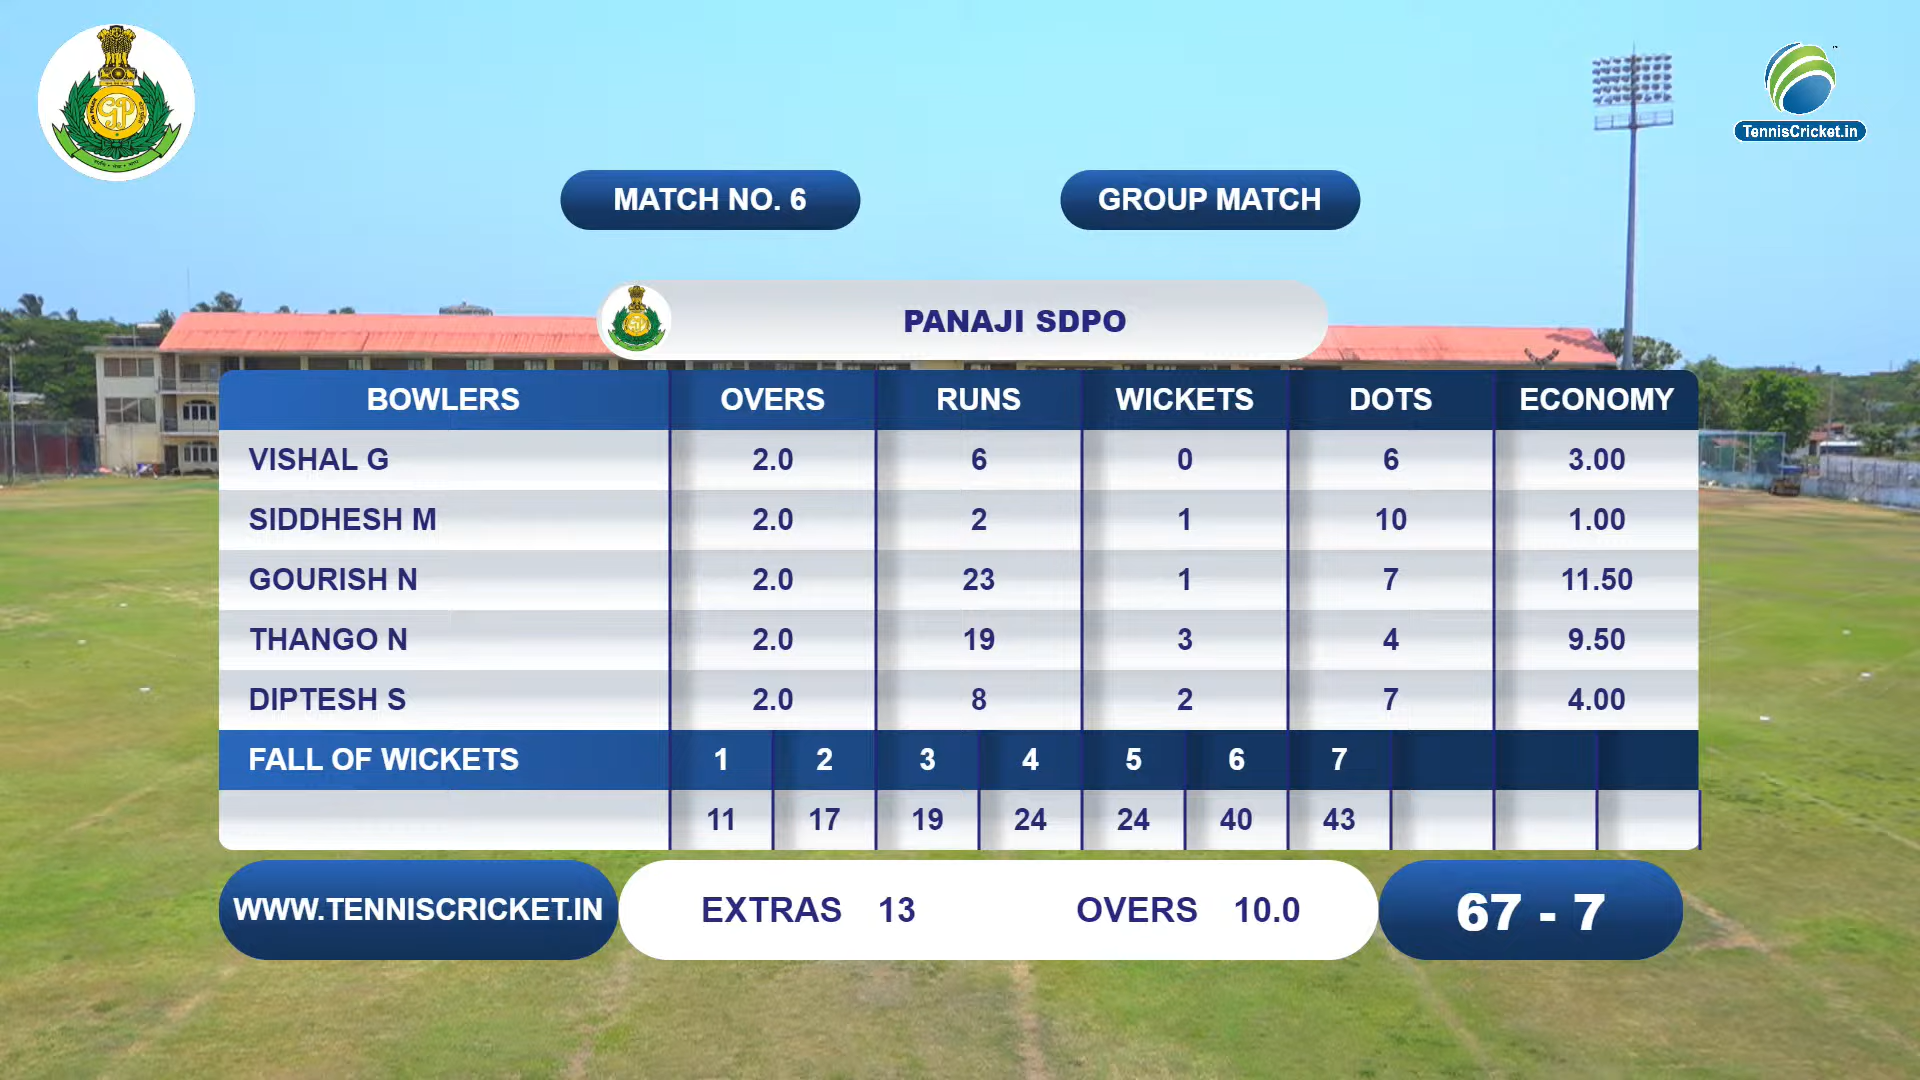 TennisCricket.in
MATCH NO. 6
GROUP MATCH
PANAJI SDPO
BOWLERS OVERS RUNS WICKETS DOTS ECONOMY
VISHAL G 2.0 6 0 6 3.00
SIDDHESH M 2.0 2 1 10 1.00
GOURISH N 2.0 23 1 7 11.50
THANGO N 2.0 19 3 4 9.50
DIPTESH S 2.0 8 2 7 4.00
FALL OF WICKETS 1 2 3 4 5 6 7
11 17 19 24 24 40 43
WWW.TENNISCRICKET.IN EXTRAS 13 OVERS 10.0 67 - 7